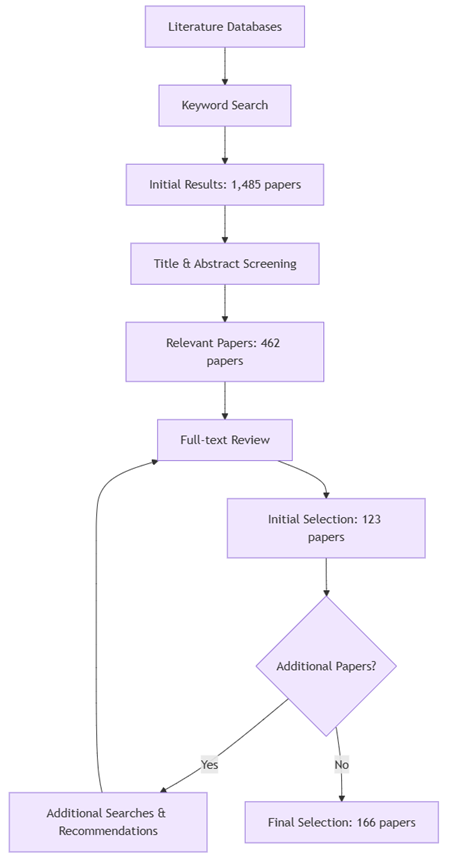 Literature Databases
Keyword Search
Initial Results: 1,485 papers
Title & Abstract Screening
Relevant Papers: 462
papers
Full-text Review
Initial Selection: 123
papers
Additional Papers?
Yes
No
Additional Searches &
Recommendations
Final Selection: 166 papers